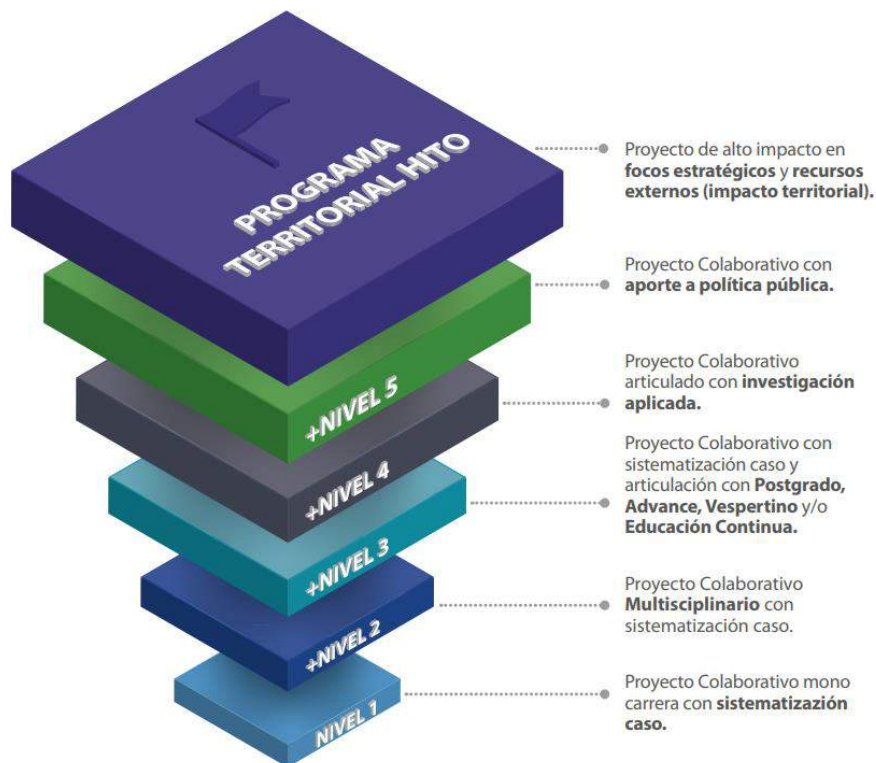 PROGRAMA
TERRITORIAL HITO
Proyecto de alto impacto en
focos estratégicos y recursos
externos (impacto territorial).
Proyecto Colaborativo con
aporte a política pública.
+NIVEL 5
Proyecto Colaborativo
articulado con investigación
aplicada.
+NIVEL 4
Proyecto Colaborativo con
sistematización caso y
articulación con Postgrado,
Advance, Vespertino y/o
Educación Continua.
+NIVEL 3
Proyecto Colaborativo
Multisciplinario con
sistematización caso.
+NIVEL 2
Proyecto Colaborativo mono
carrera con sistematizazión
caso.
NIVEL 1